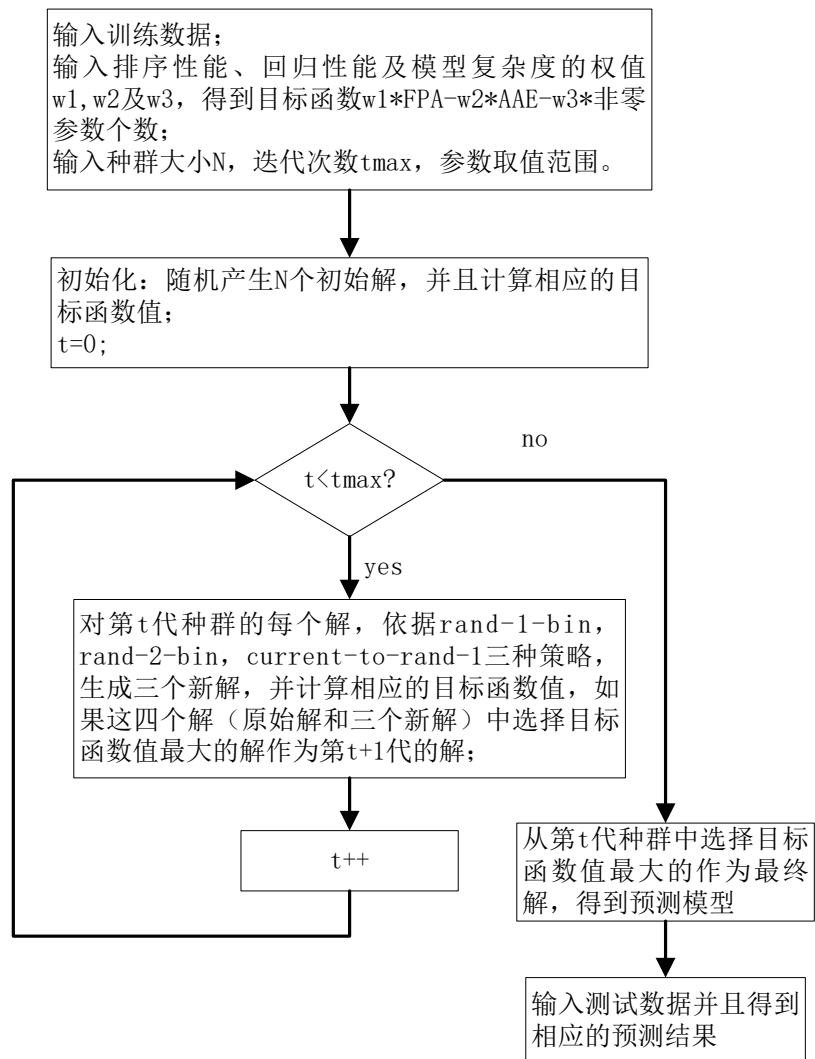 输入训练数据;
输入排序性能、回归性能及模型复杂度的权值
w1,w2及w3，得到目标函数w1*FPA-w2*AAE-w3*非零
参数个数;
输入种群大小N，迭代次数tmax，参数取值范围。
初始化：随机产生N个初始解，并且计算相应的目
标函数值;
t=0;
t<tmax?
no
yes
对第t代种群的每个解，依据rand-1-bin，
rand-2-bin，current-to-rand-1三种策略，
生成三个新解，并计算相应的目标函数值，如
果这四个解（原始解和三个新解）中选择目标
函数值最大的解作为第t+1代的解;
t++
从第t代种群中选择目标
函数值最大的作为最终
解，得到预测模型
输入测试数据并且得到
相应的预测结果